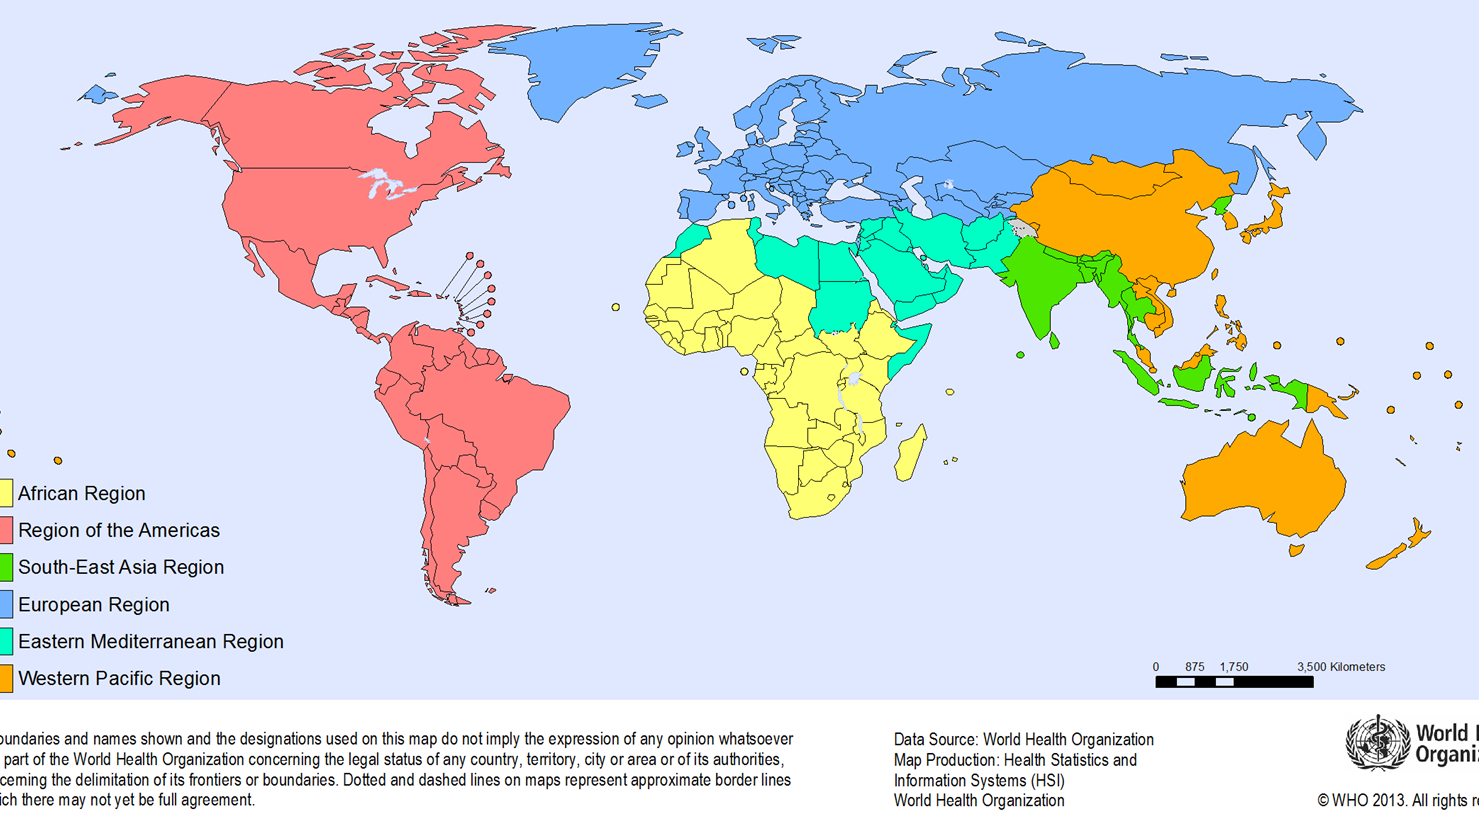 African Region
Region of the Americas
South-East Asia Region
European Region
Eastern Mediterranean Region
Western Pacific Region
0 875 1,750 3,500 Kilometers
oundaries and names shown and the designations used on this map do not imply the expression of any opinion whatsoever
part of the World Health Organization concerning the legal status of any country, territory, city or area or of its authorities,
cerning the delimitation of its frontiers or boundaries. Dotted and dashed lines on maps represent approximate border lines
ich there may not yet be full agreement.
Data Source: World Health Organization
Map Production: Health Statistics and
Information Systems (HSI)
World Health Organization
World H
Organiz
© WHO 2013. All rights re